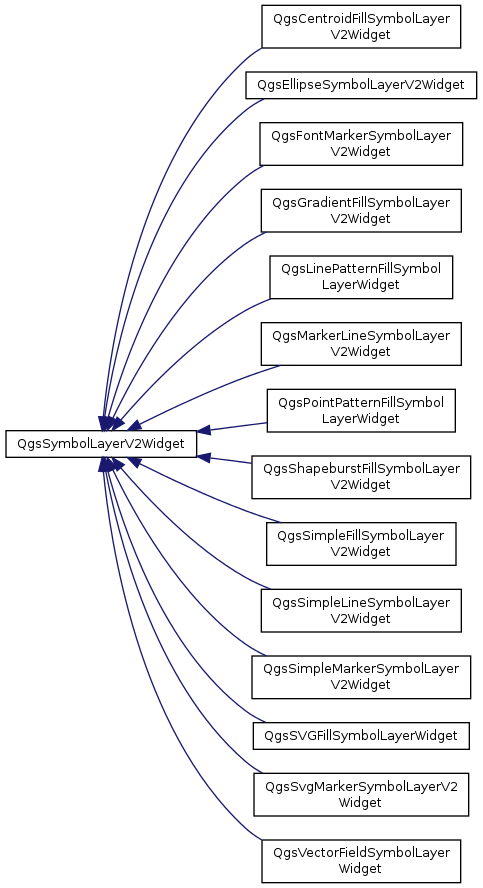 QgsCentroidFillSymbolLayer
V2Widget
QgsEllipseSymbolLayerV2Widget
QgsFontMarkerSymbolLayer
V2Widget
QgsGradientFillSymbolLayer
V2Widget
QgsLinePatternFillSymbol
LayerWidget
QgsMarkerLineSymbolLayer
V2Widget
QgsPointPatternFillSymbol
LayerWidget
QgsSymbolLayerV2Widget
QgsShapeburstFillSymbolLayer
V2Widget
QgsSimpleFillSymbolLayer
V2Widget
QgsSimpleLineSymbolLayer
V2Widget
QgsSimpleMarkerSymbolLayer
V2Widget
QgsSVGFillSymbolLayerWidget
QgsSvgMarkerSymbolLayerV2
Widget
QgsVectorFieldSymbolLayer
Widget